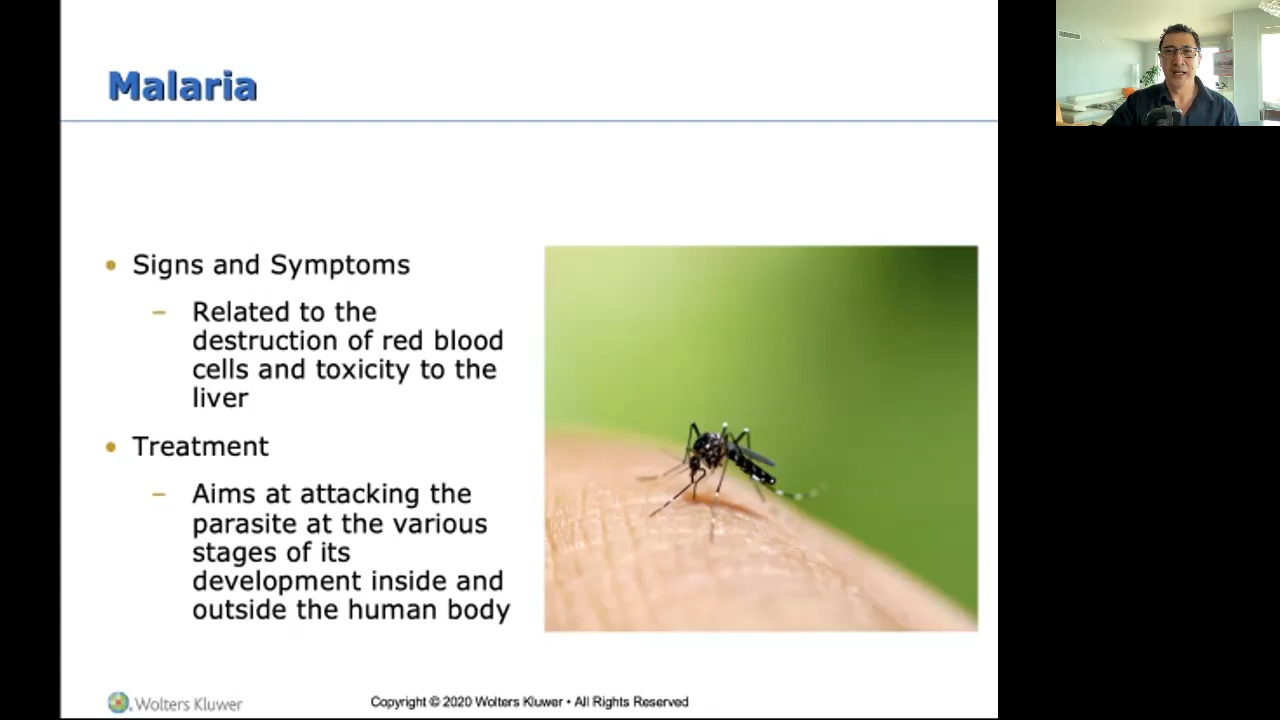 Malaria
• Signs and Symptoms
– Related to the
destruction of red blood
cells and toxicity to the
liver
• Treatment
– Aims at attacking the
parasite at the various
stages of its
development inside and
outside the human body
Wolters Kluwer
Copyright © 2020 Wolters Kluwer • All Rights Reserved